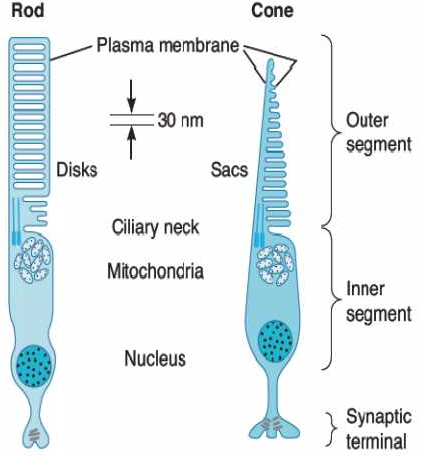 Rod
Cone
Plasma membrane
30 nm
Outer
segment
Disks
Sacs
Ciliary neck
Mitochondria
Inner
segment
Nucleus
Synaptic
terminal